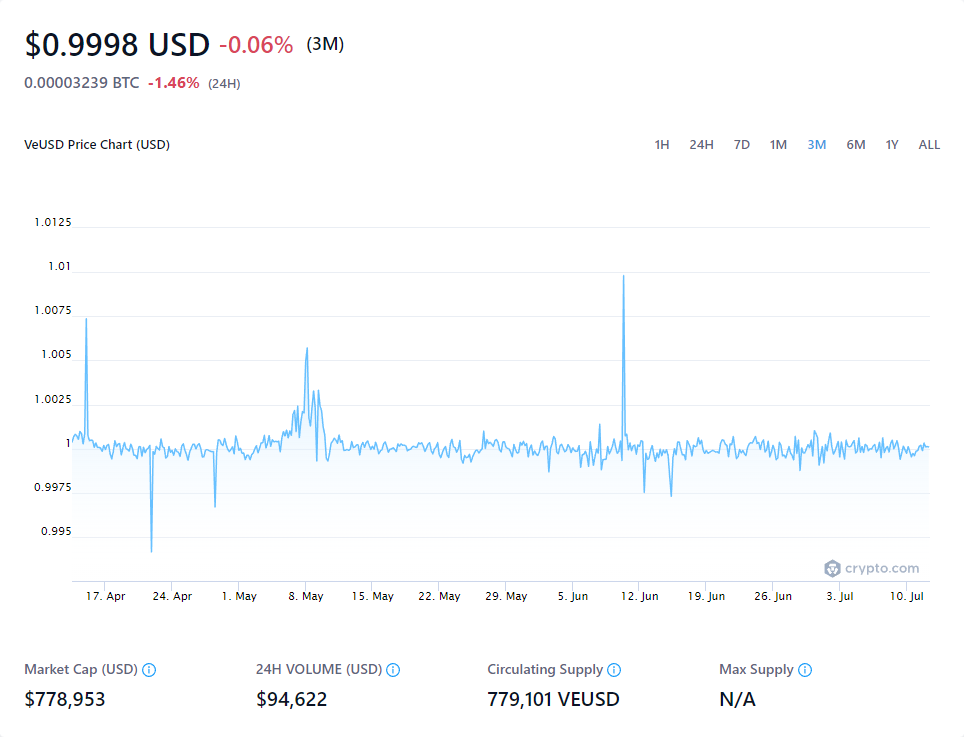 $0.9998 USD -0.06% (3M)
0.00003239 BTC -1.46% (24H)
VeUSD Price Chart (USD) 1H 24H 7D 1M 3M 6M 1Y ALL
1.0125
1.01
1.0075
1.005
1.0025
1
0.9975
0.995
crypto.com
17. Apr 24. Apr 1. May 8. May 15. May 22. May 29. May 5. Jun 12. Jun 19. Jun 26. Jun 3. Jul 10. Jul
Market Cap (USD) 24H VOLUME (USD) Circulating Supply Max Supply
$778,953 $94,622 779,101 VEUSD N/A